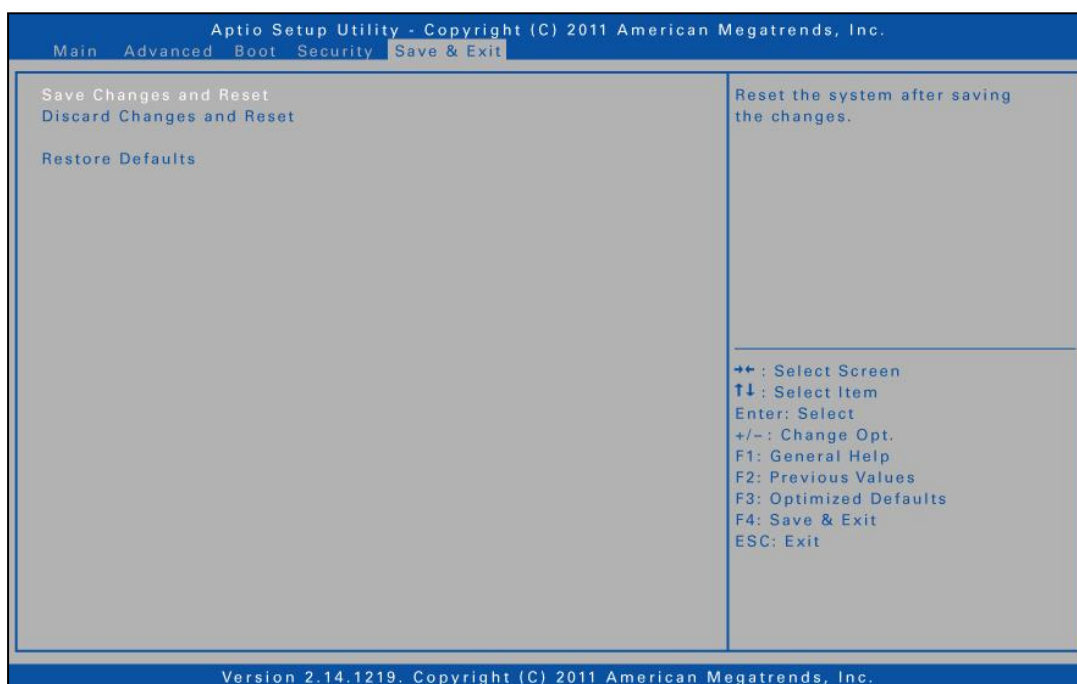 Aptio Setup Utility - Copyright (C) 2011 American Megatrends, Inc.
Main Advanced Boot Security Save & Exit
Save Changes and Reset
Discard Changes and Reset
Restore Defaults
Reset the system after saving
the changes.
→← : Select Screen
↑↓ : Select Item
Enter: Select
+/– : Change Opt.
F1: General Help
F2: Previous Values
F3: Optimized Defaults
F4: Save & Exit
ESC: Exit
Version 2.14.1219. Copyright (C) 2011 American Megatrends, Inc.